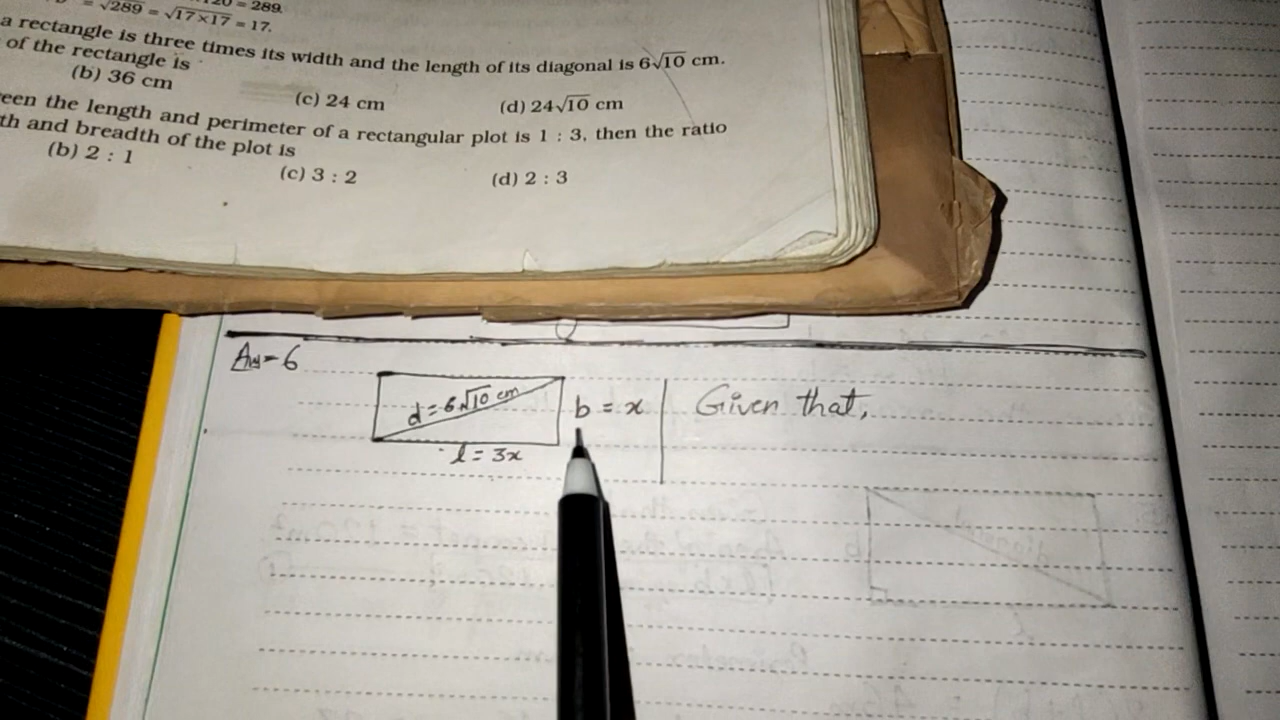 = √289 = √17×17 = 17.
= 289.
a rectangle is three times its width and the length of its diagonal is 6√10 cm.
of the rectangle is
(b) 36 cm
(c) 24 cm
(d) 24√10 cm
een the length and perimeter of a rectangular plot is 1 : 3, then the ratio
th and breadth of the plot is
(b) 2 : 1
(c) 3 : 2
(d) 2 : 3
6
d = 6√10 cm
b = x
Given that,
l = 3x